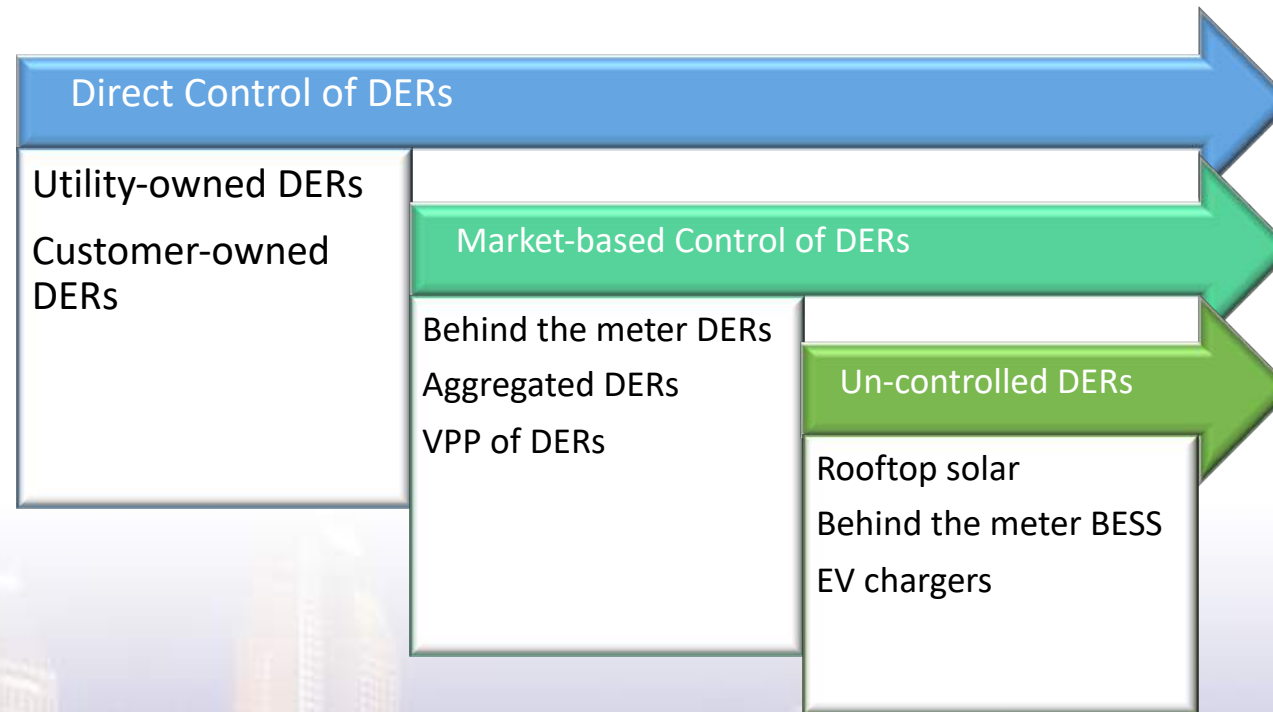 Direct Control of DERs
Utility-owned DERs
Customer-owned
DERs
Market-based Control of DERs
Behind the meter DERs
Aggregated DERs
VPP of DERs
Un-controlled DERs
Rooftop solar
Behind the meter BESS
EV chargers